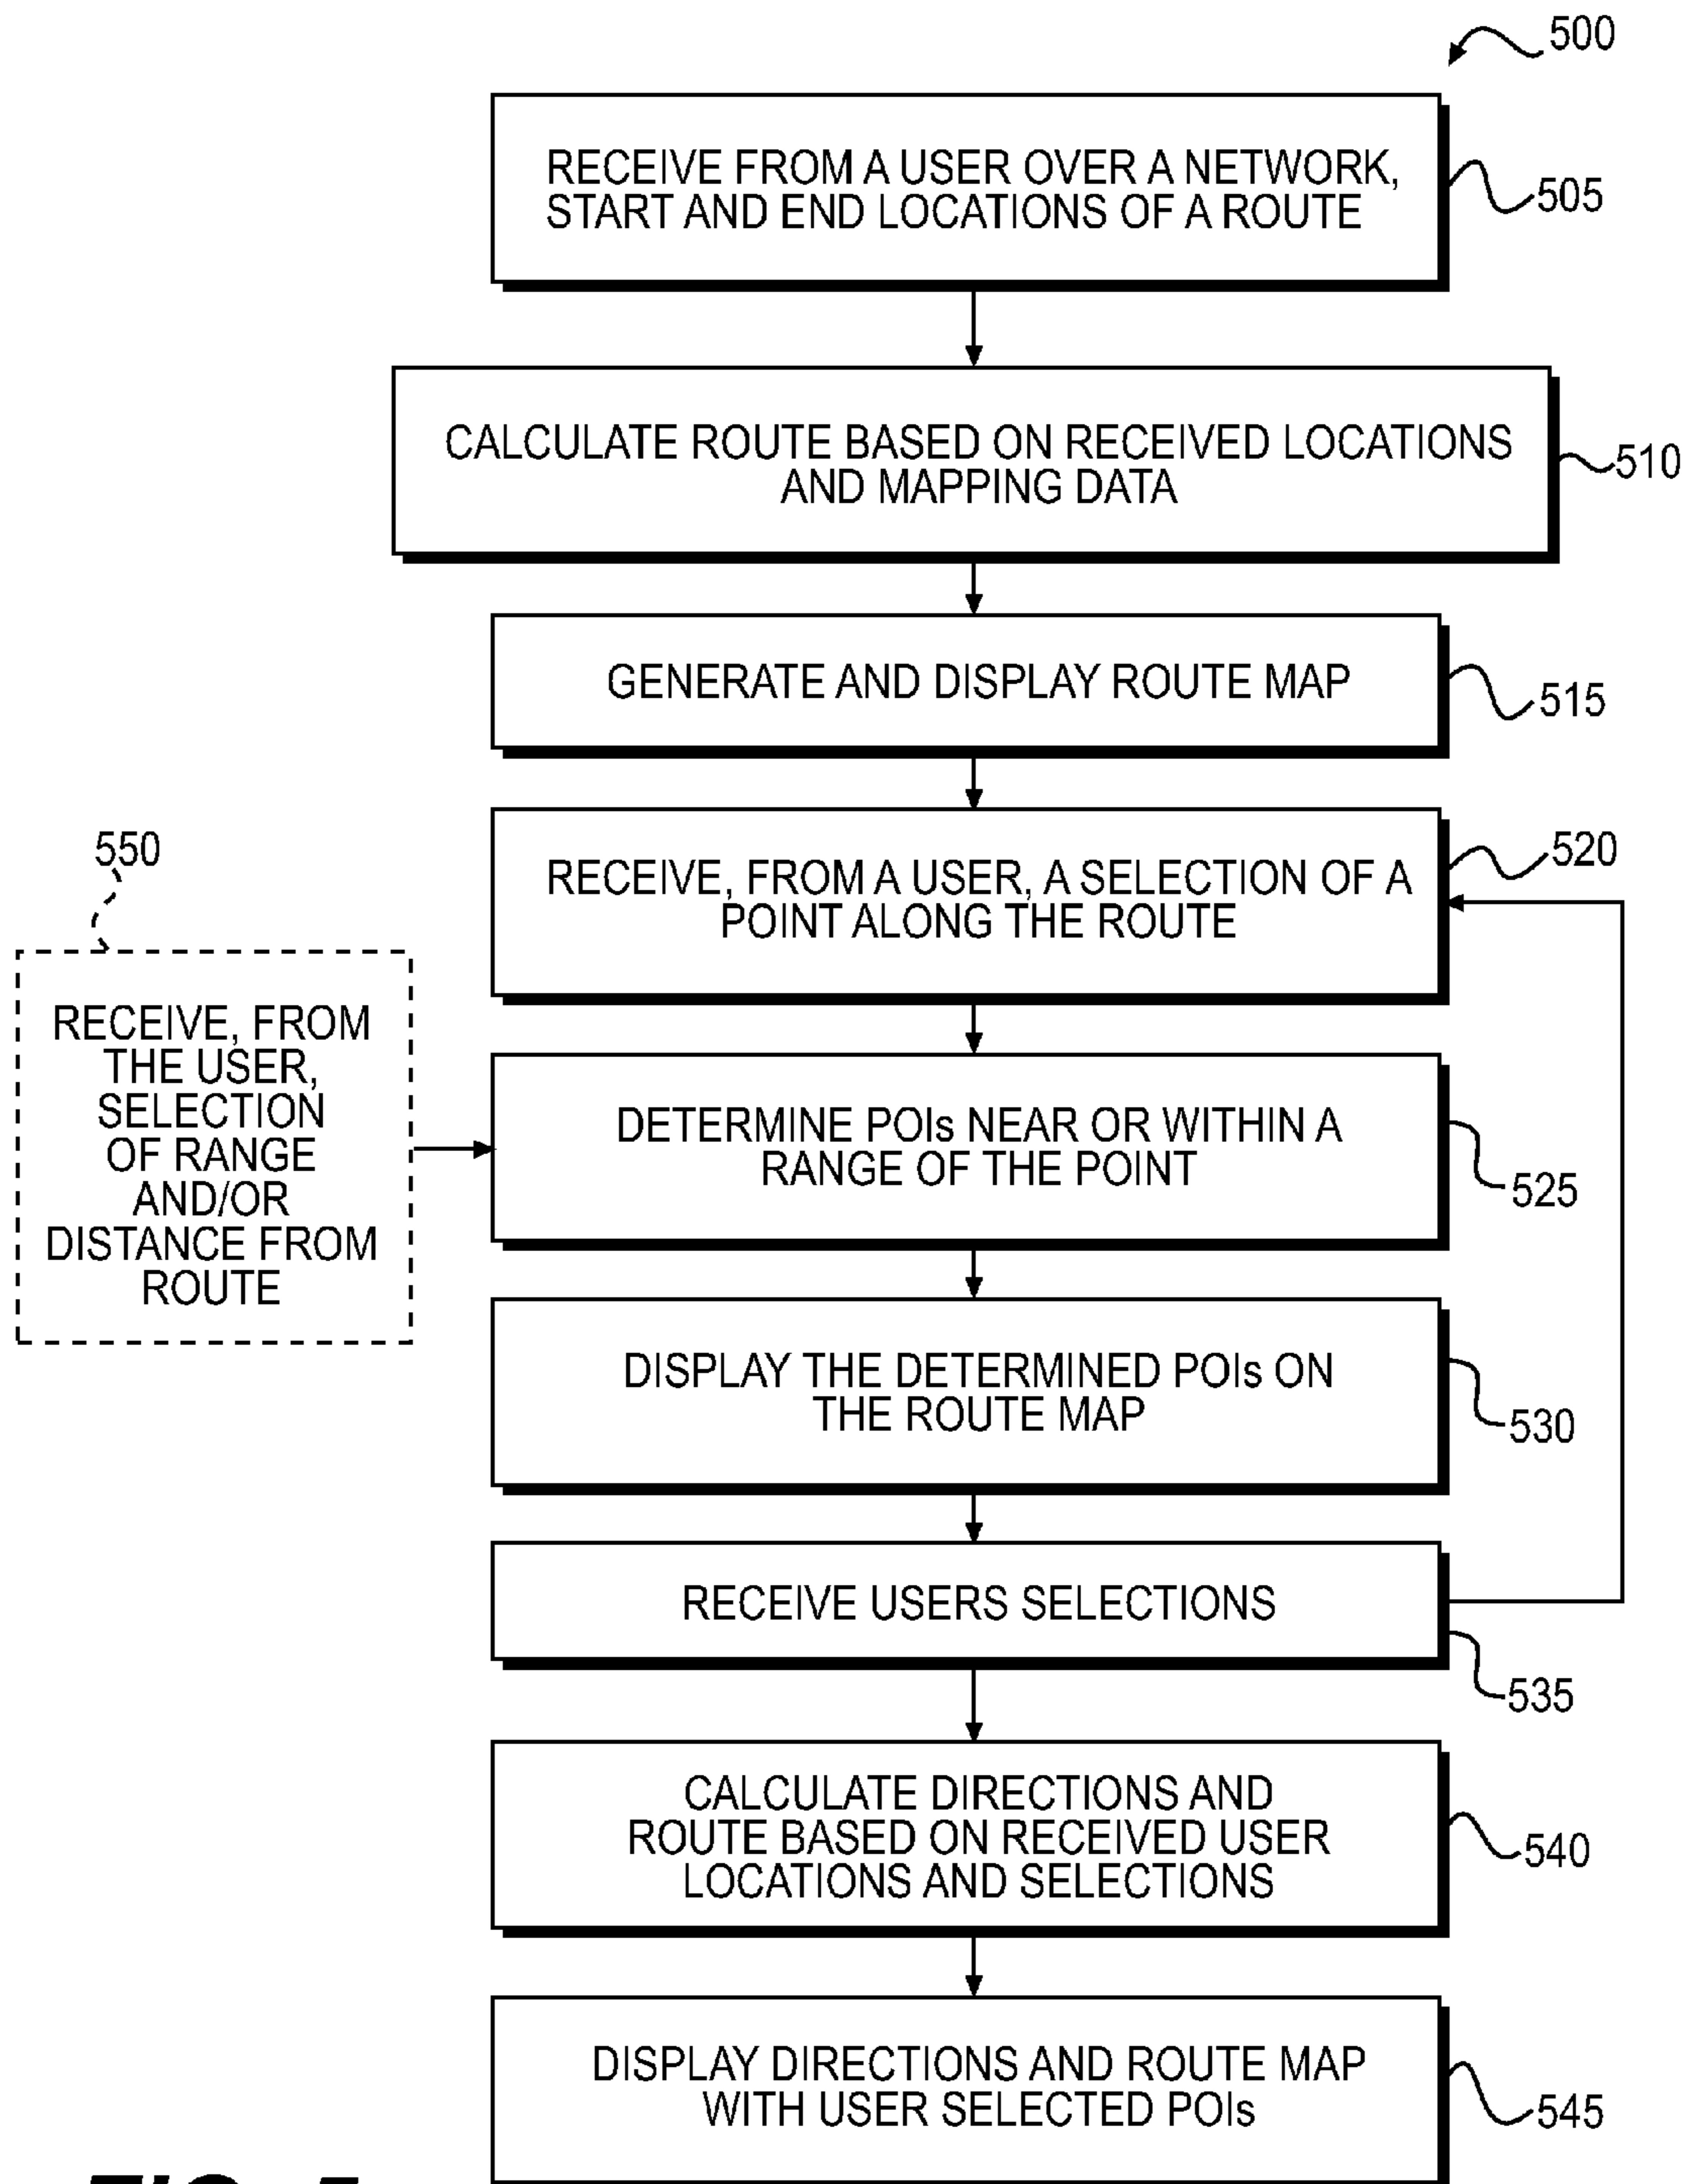 500
RECEIVE FROM A USER OVER A NETWORK,
START AND END LOCATIONS OF A ROUTE
505
CALCULATE ROUTE BASED ON RECEIVED LOCATIONS
AND MAPPING DATA
510
GENERATE AND DISPLAY ROUTE MAP
515
RECEIVE, FROM A USER, A SELECTION OF A
POINT ALONG THE ROUTE
520
550
RECEIVE, FROM
THE USER,
SELECTION
OF RANGE
AND/OR
DISTANCE FROM
ROUTE
DETERMINE POIs NEAR OR WITHIN A
RANGE OF THE POINT
525
DISPLAY THE DETERMINED POIs ON
THE ROUTE MAP
530
RECEIVE USERS SELECTIONS
535
CALCULATE DIRECTIONS AND
ROUTE BASED ON RECEIVED USER
LOCATIONS AND SELECTIONS
540
DISPLAY DIRECTIONS AND ROUTE MAP
WITH USER SELECTED POIs
545